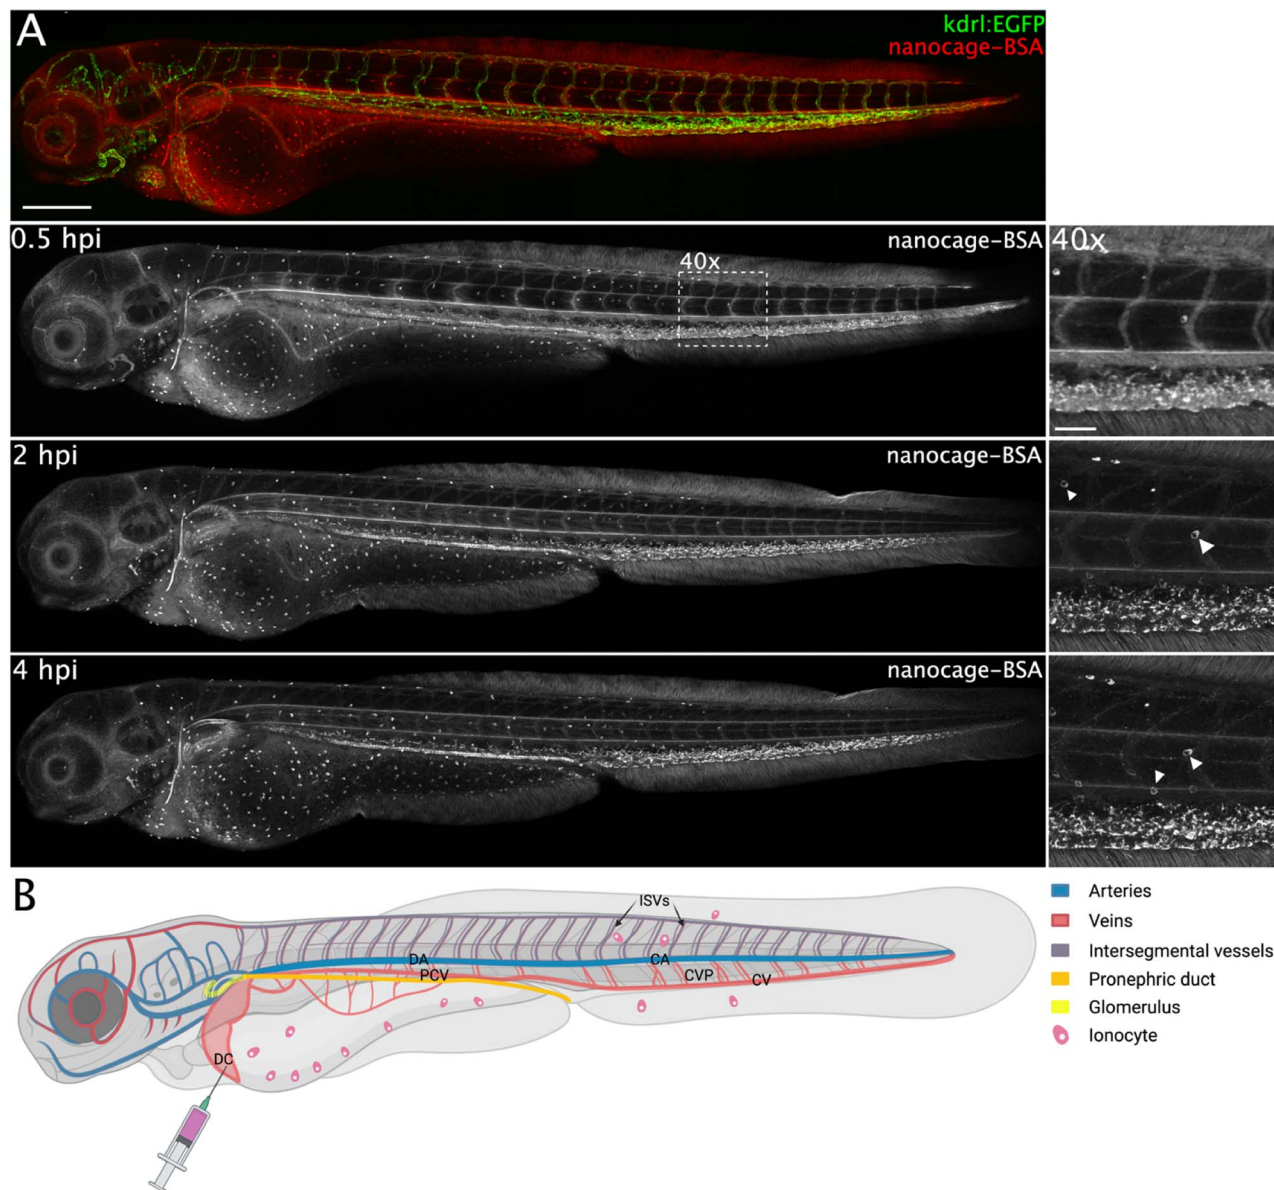 A
kdrl:EGFP
nanocage-BSA
0.5 hpi
nanocage-BSA
40x
40x
2 hpi
nanocage-BSA
4 hpi
nanocage-BSA
B
ISVs
DA
CA
PCV
CVP
CV
DC
Arteries
Veins
Intersegmental vessels
Pronephric duct
Glomerulus
Ionocyte